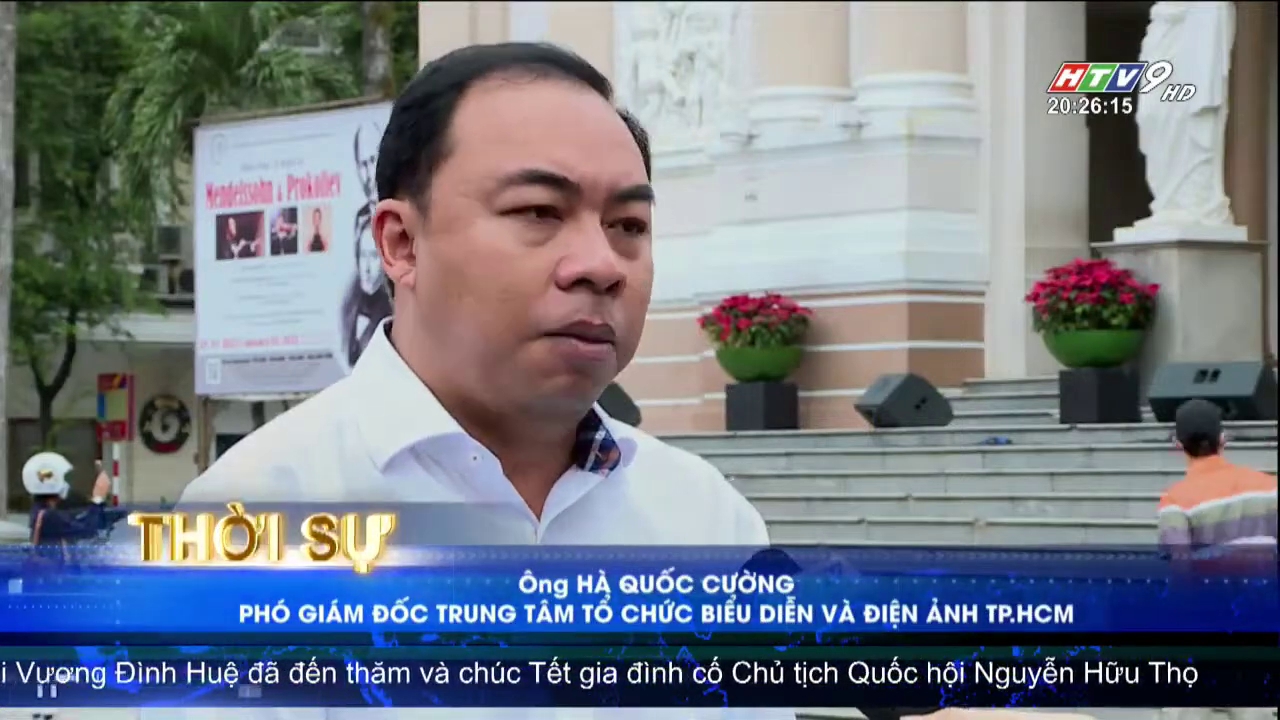 HTV9 HD
20:26:15
Mendelssohn & Prokofiev
THỜI SỰ
Ông HÀ QUỐC CƯỜNG
PHÓ GIÁM ĐỐC TRUNG TÂM TỔ CHỨC BIỂU DIỄN VÀ ĐIỆN ẢNH TP.HCM
i Vương Đình Huệ đã đến thăm và chúc Tết gia đình cố Chủ tịch Quốc hội Nguyễn Hữu Thọ